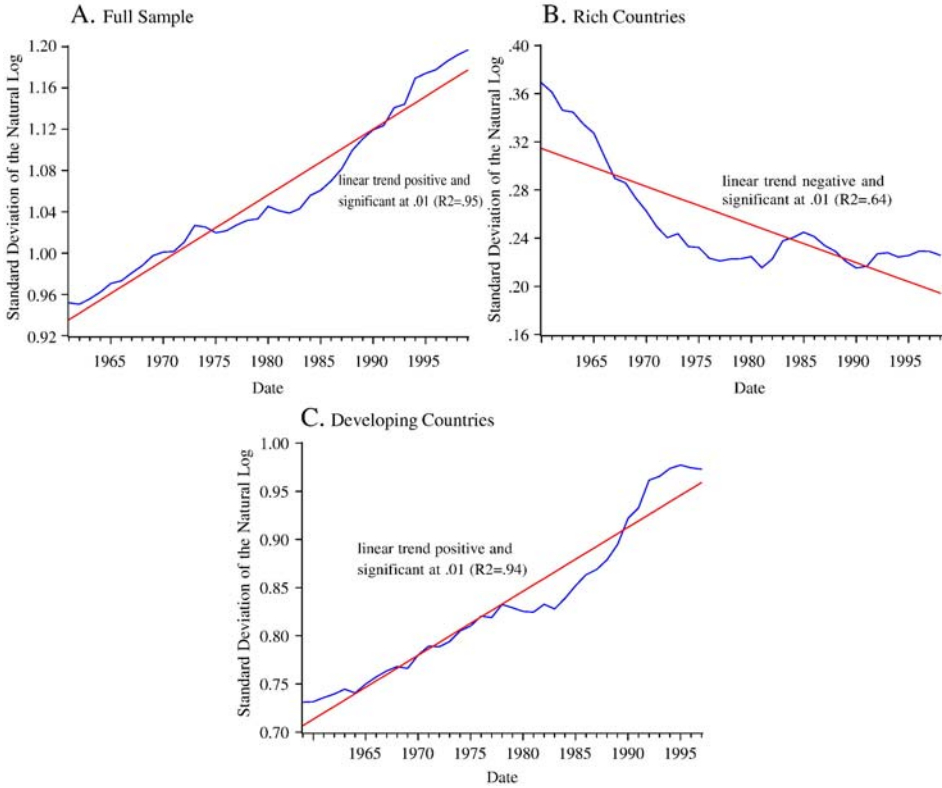 A. Full Sample
Standard Deviation of the Natural Log
1.20
1.16
1.12
1.08
1.04
1.00
0.96
0.92
linear trend positive and
significant at .01 (R2=.95)
1965 1970 1975 1980 1985 1990 1995
Date
B. Rich Countries
Standard Deviation of the Natural Log
.40
.36
.32
.28
.24
.20
.16
linear trend negative and
significant at .01 (R2=.64)
1965 1970 1975 1980 1985 1990 1995
Date
C. Developing Countries
Standard Deviation of the Natural Log
1.00
0.95
0.90
0.85
0.80
0.75
0.70
linear trend positive and
significant at .01 (R2=.94)
1965 1970 1975 1980 1985 1990 1995
Date